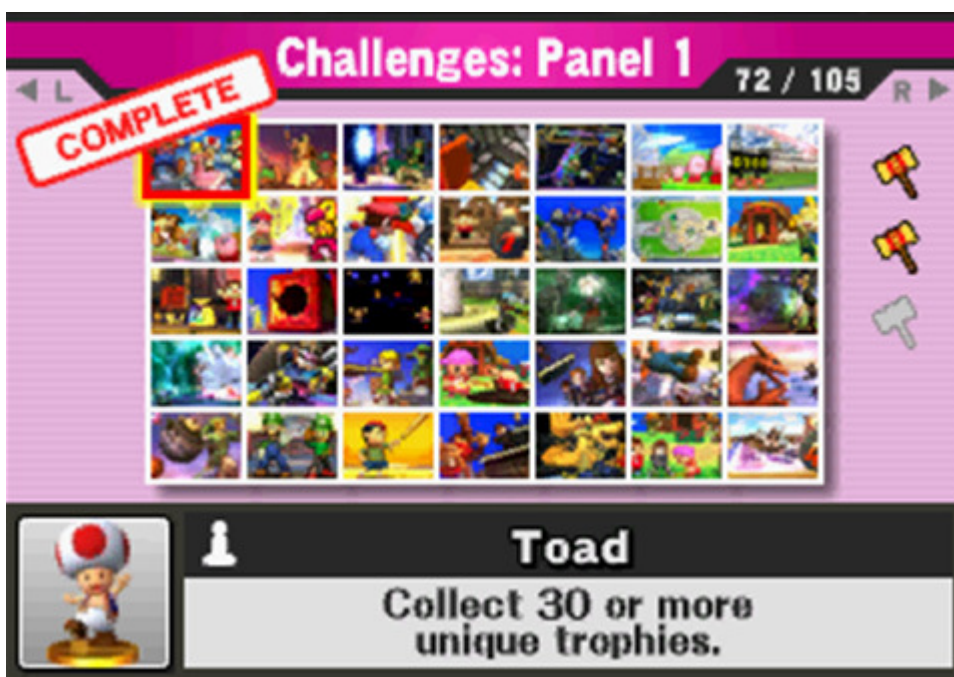 Challenges: Panel 1
72 / 105
L
R
COMPLETE
Toad
Collect 30 or more
unique trophies.